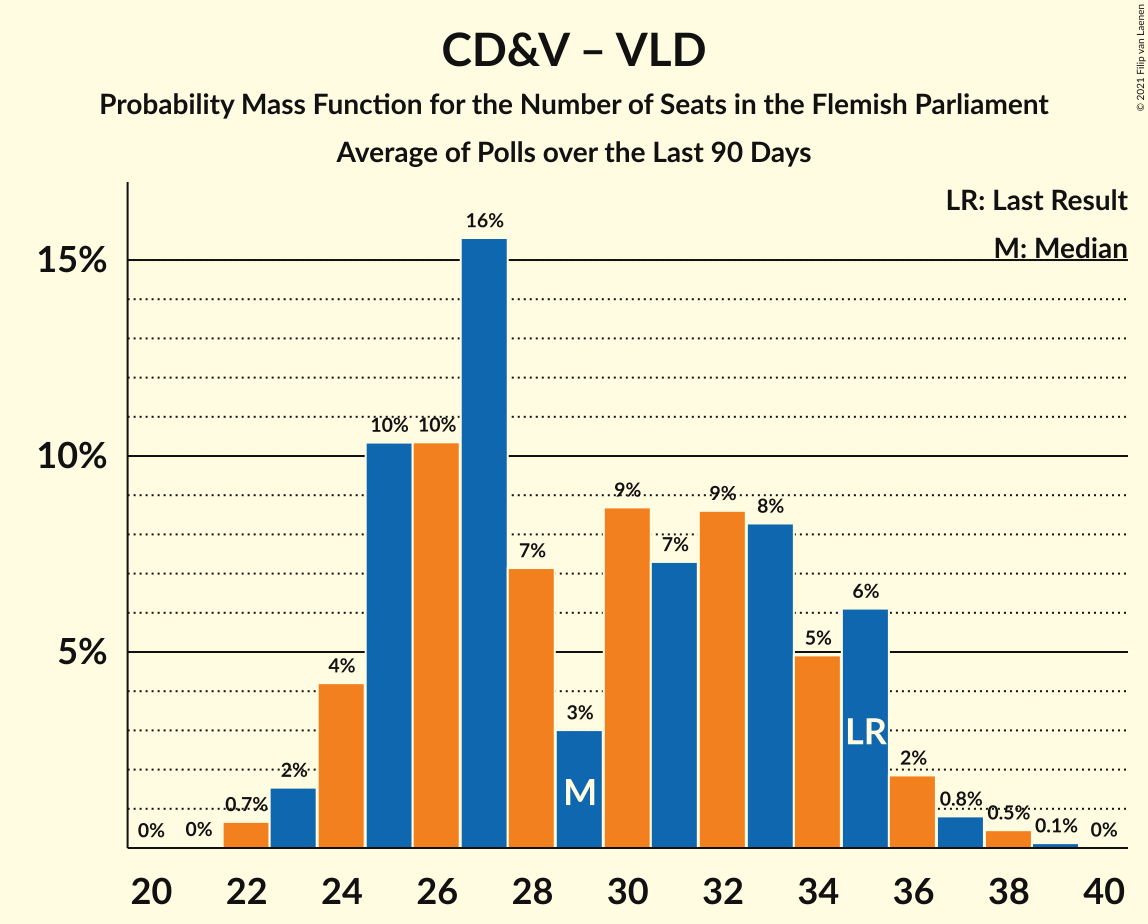 CD&V – VLD
Probability Mass Function for the Number of Seats in the Flemish Parliament
Average of Polls over the Last 90 Days
© 2021 Filip van Laenen
LR: Last Result
M: Median
15%
10%
5%
0%
0%
0.7%
2%
4%
10%
10%
16%
7%
3%
9%
7%
9%
8%
5%
6%
2%
0.8%
0.5%
0.1%
0%
M
LR
20 22 24 26 28 30 32 34 36 38 40